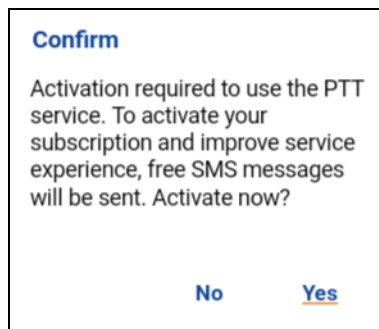 Confirm
Activation required to use the PTT
service. To activate your
subscription and improve service
experience, free SMS messages
will be sent. Activate now?
No Yes